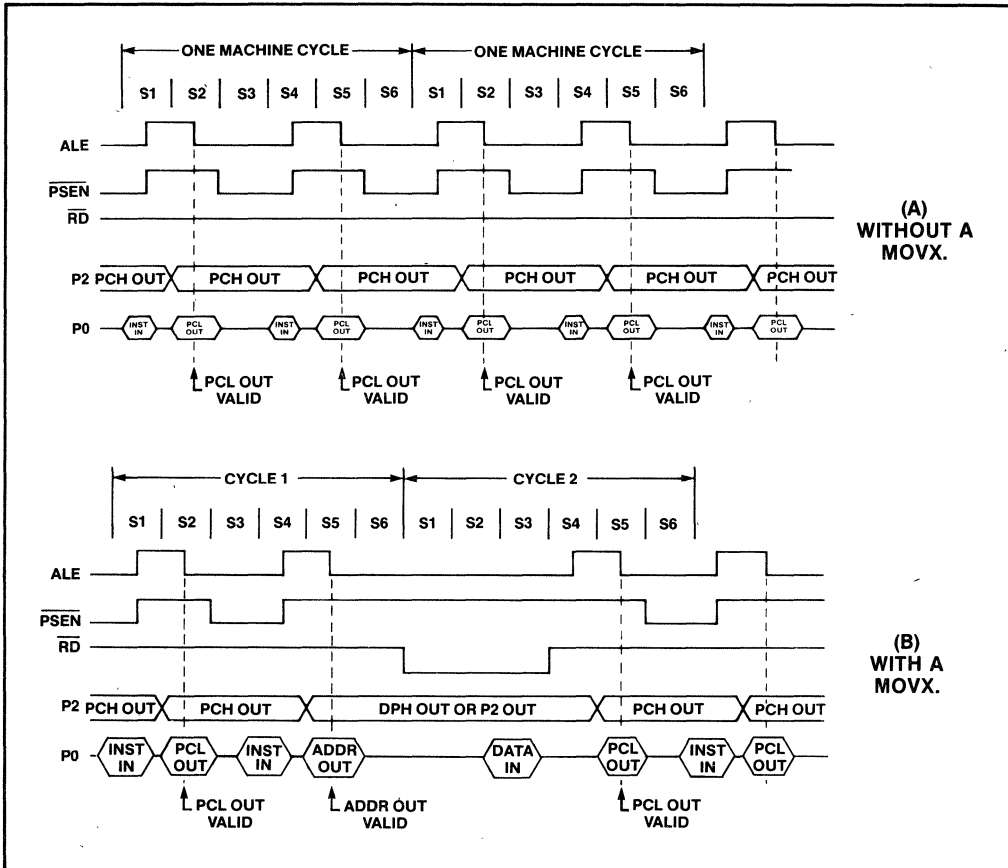 ONE MACHINE CYCLE ONE MACHINE CYCLE
S1 S2 S3 S4 S5 S6 S1 S2 S3 S4 S5 S6
ALE
PSEN
RD
(A)
WITHOUT A
MOVX.
P2 PCH OUT PCH OUT PCH OUT PCH OUT PCH OUT PCH OUT
P0 INST IN PCL OUT INST IN PCL OUT INST IN PCL OUT INST IN PCL OUT INST IN PCL OUT
PCL OUT VALID PCL OUT VALID PCL OUT VALID PCL OUT VALID
CYCLE 1 CYCLE 2
S1 S2 S3 S4 S5 S6 S1 S2 S3 S4 S5 S6
ALE
PSEN
RD
(B)
WITH A
MOVX.
P2 PCH OUT PCH OUT DPH OUT OR P2 OUT PCH OUT PCH OUT
P0 INST IN PCL OUT INST IN ADDR OUT DATA IN PCL OUT INST IN PCL OUT
PCL OUT VALID ADDR OUT VALID PCL OUT VALID